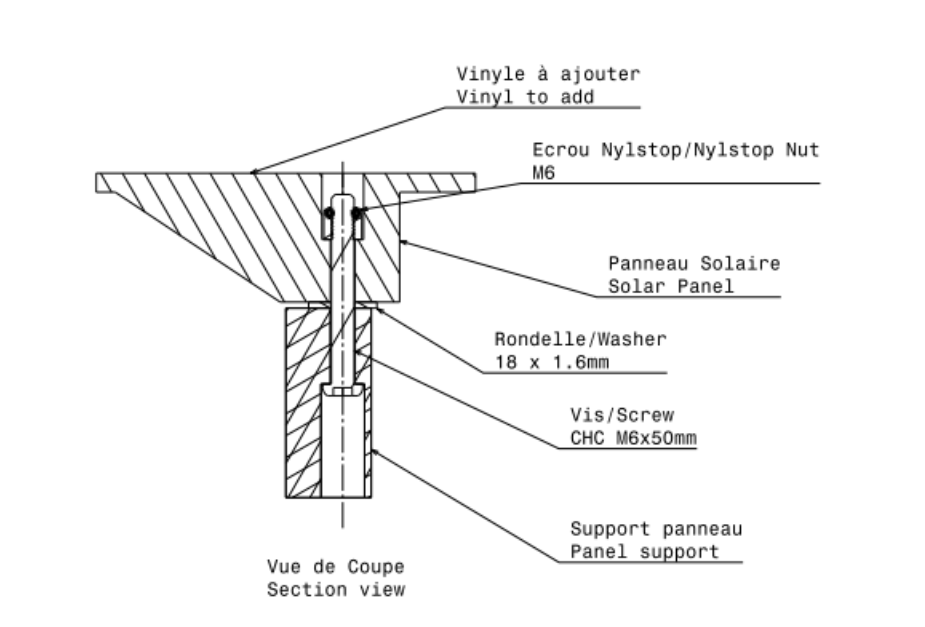 Vinyle à ajouter
Vinyl to add
Ecrou Nylstop/Nylstop Nut
M6
Panneau Solaire
Solar Panel
Rondelle/Washer
18 x 1.6mm
Vis/Screw
CHC M6x50mm
Support panneau
Panel support
Vue de Coupe
Section view